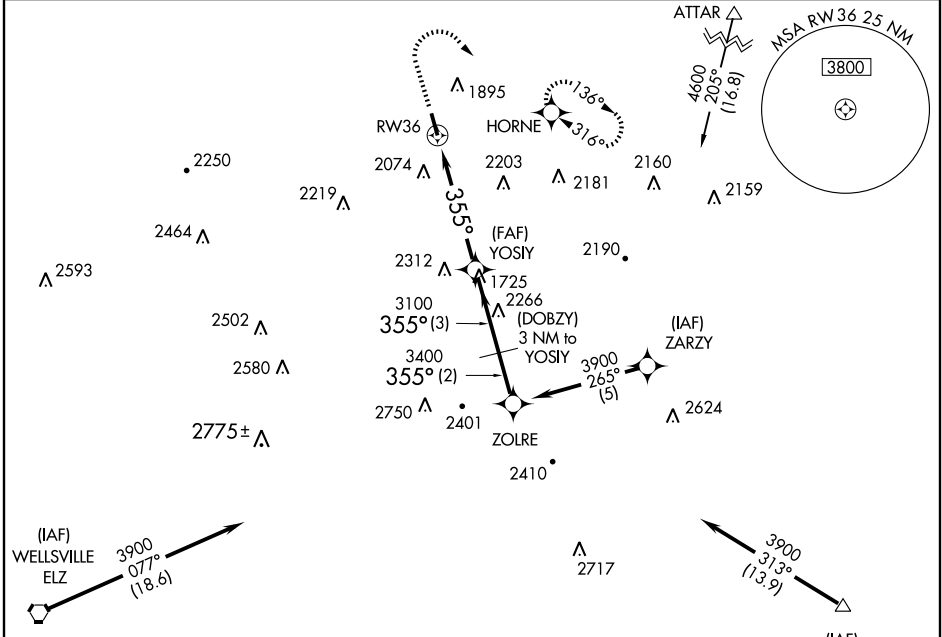 ATTAR
4600
205°
(16.8)
MSA RW36 25 NM
3800
1895
136°
316°
RW36
HORNE
2250
2074
2203
2181
2160
2159
2219
355°
2464
(FAF)
YOSIY
2190
2593
2312
1725
2266
3100
355° (3)
(DOBZY)
3 NM to
YOSIY
2502
(IAF)
ZARZY
3400
355° (2)
3900
265°
(5)
2580
2750
2401
2624
2775±
ZOLRE
2410
(IAF)
WELLSVILLE
ELZ
3900
077°
(18.6)
3900
313°
(13.9)
2717
(IAF)